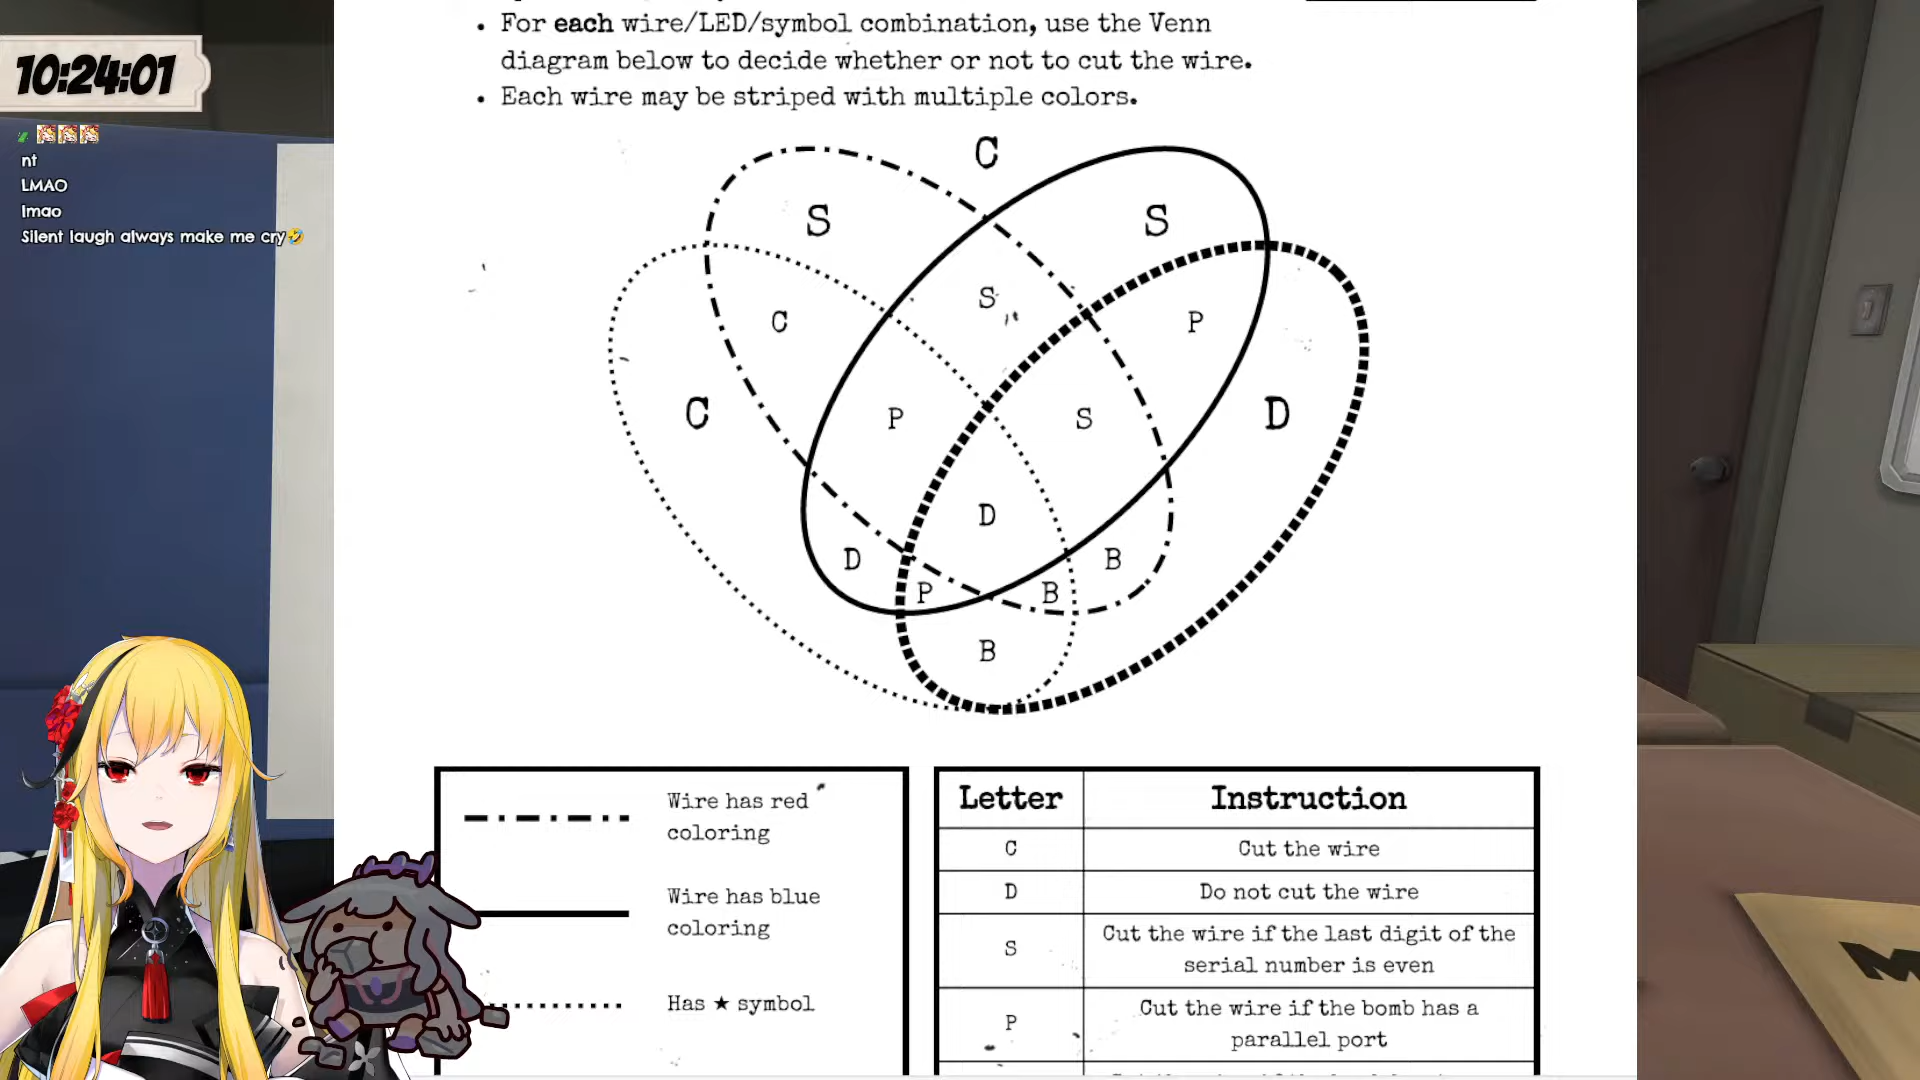 10:24:01
nt
LMAO
lmao
Silent laugh always make me cry🤣
• For each wire/LED/symbol combination, use the Venn
diagram below to decide whether or not to cut the wire.
• Each wire may be striped with multiple colors.
C
S
S
S
C
P
C
P
S
D
D
D
B
P
B
B
Wire has red
coloring
Wire has blue
coloring
Has ★ symbol
Letter
Instruction
C
Cut the wire
D
Do not cut the wire
S
Cut the wire if the last digit of the
serial number is even
P
Cut the wire if the bomb has a
parallel port